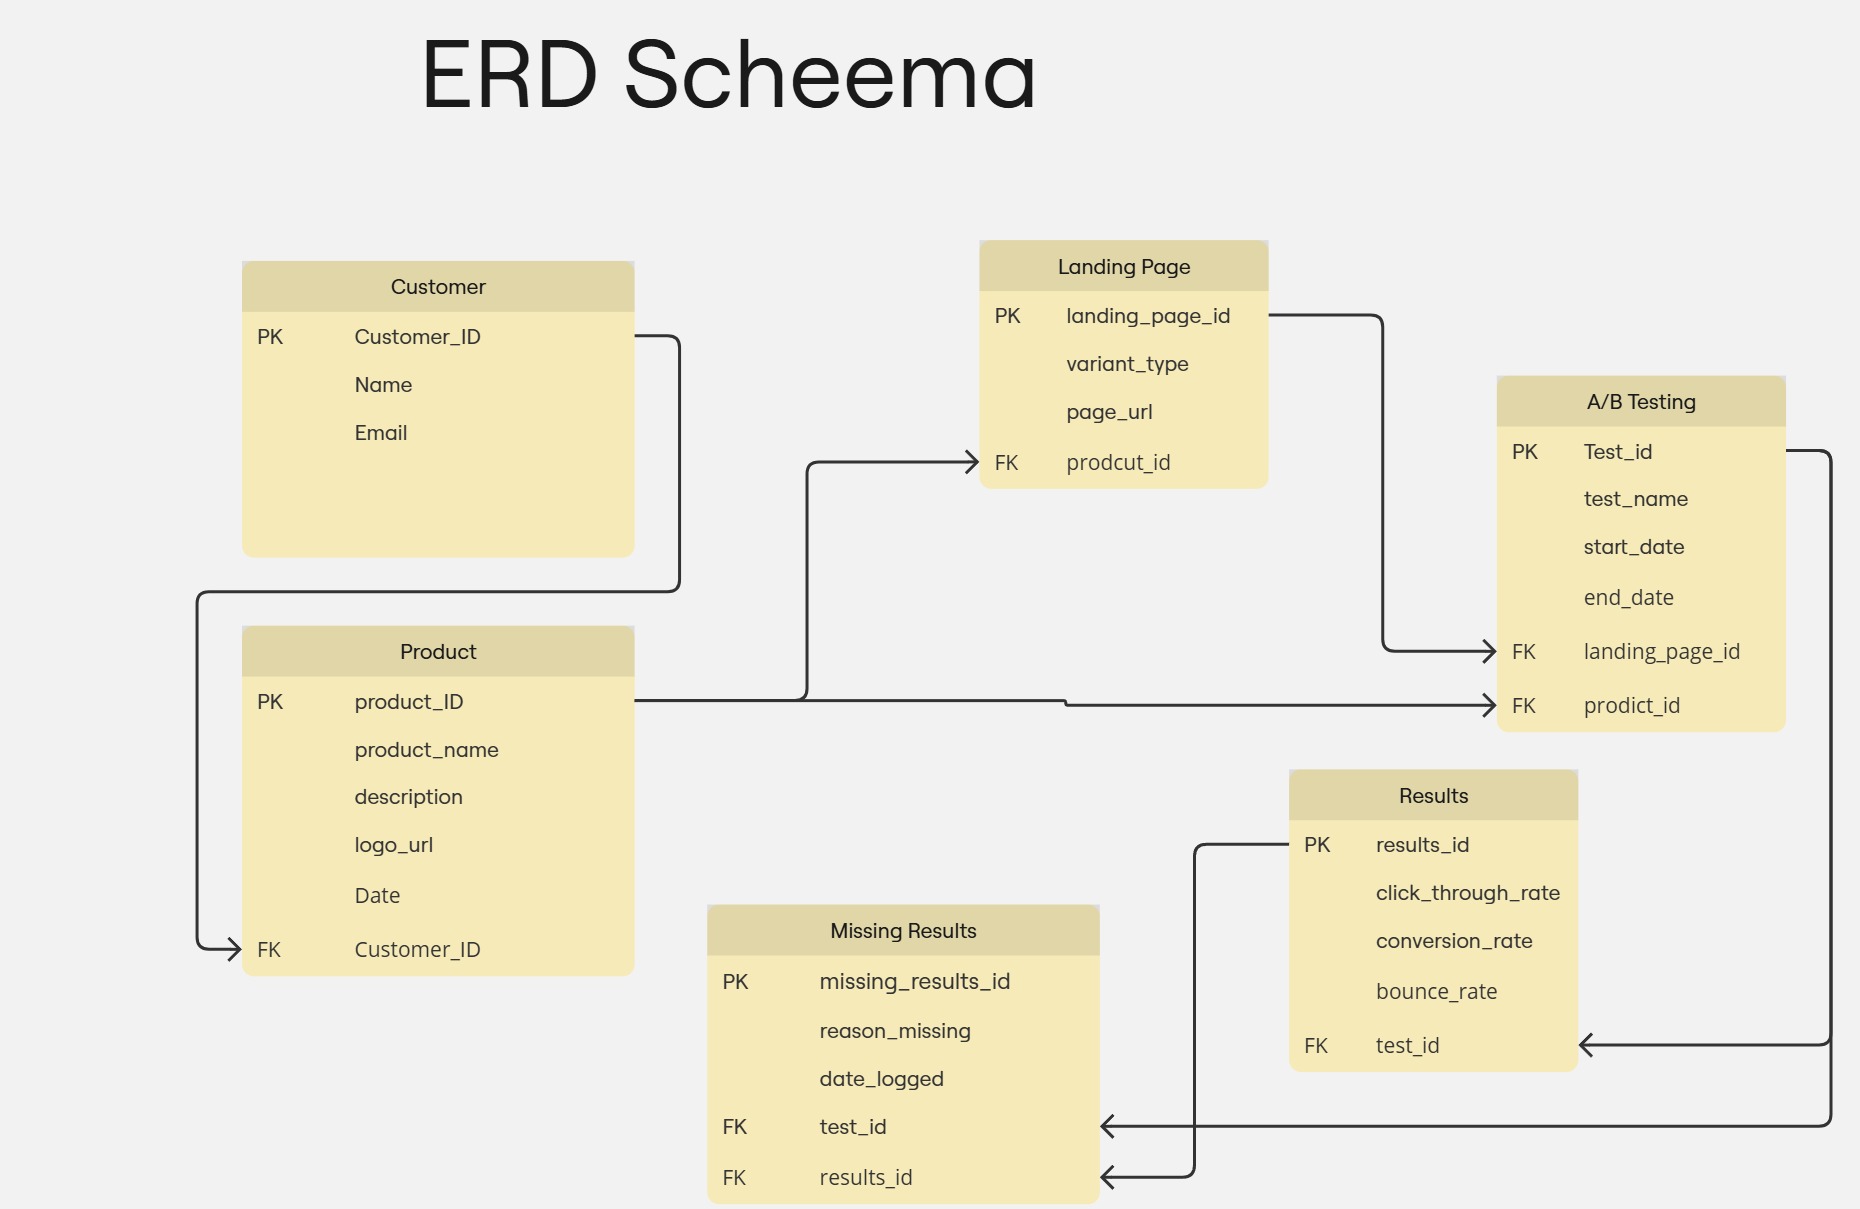 ERD Scheema
Customer
PK Customer_ID
Name
Email
Product
PK product_ID
product_name
description
logo_url
Date
FK Customer_ID
Landing Page
PK landing_page_id
variant_type
page_url
FK prodcut_id
A/B Testing
PK Test_id
test_name
start_date
end_date
FK landing_page_id
FK prodict_id
Results
PK results_id
click_through_rate
conversion_rate
bounce_rate
FK test_id
Missing Results
PK missing_results_id
reason_missing
date_logged
FK test_id
FK results_id